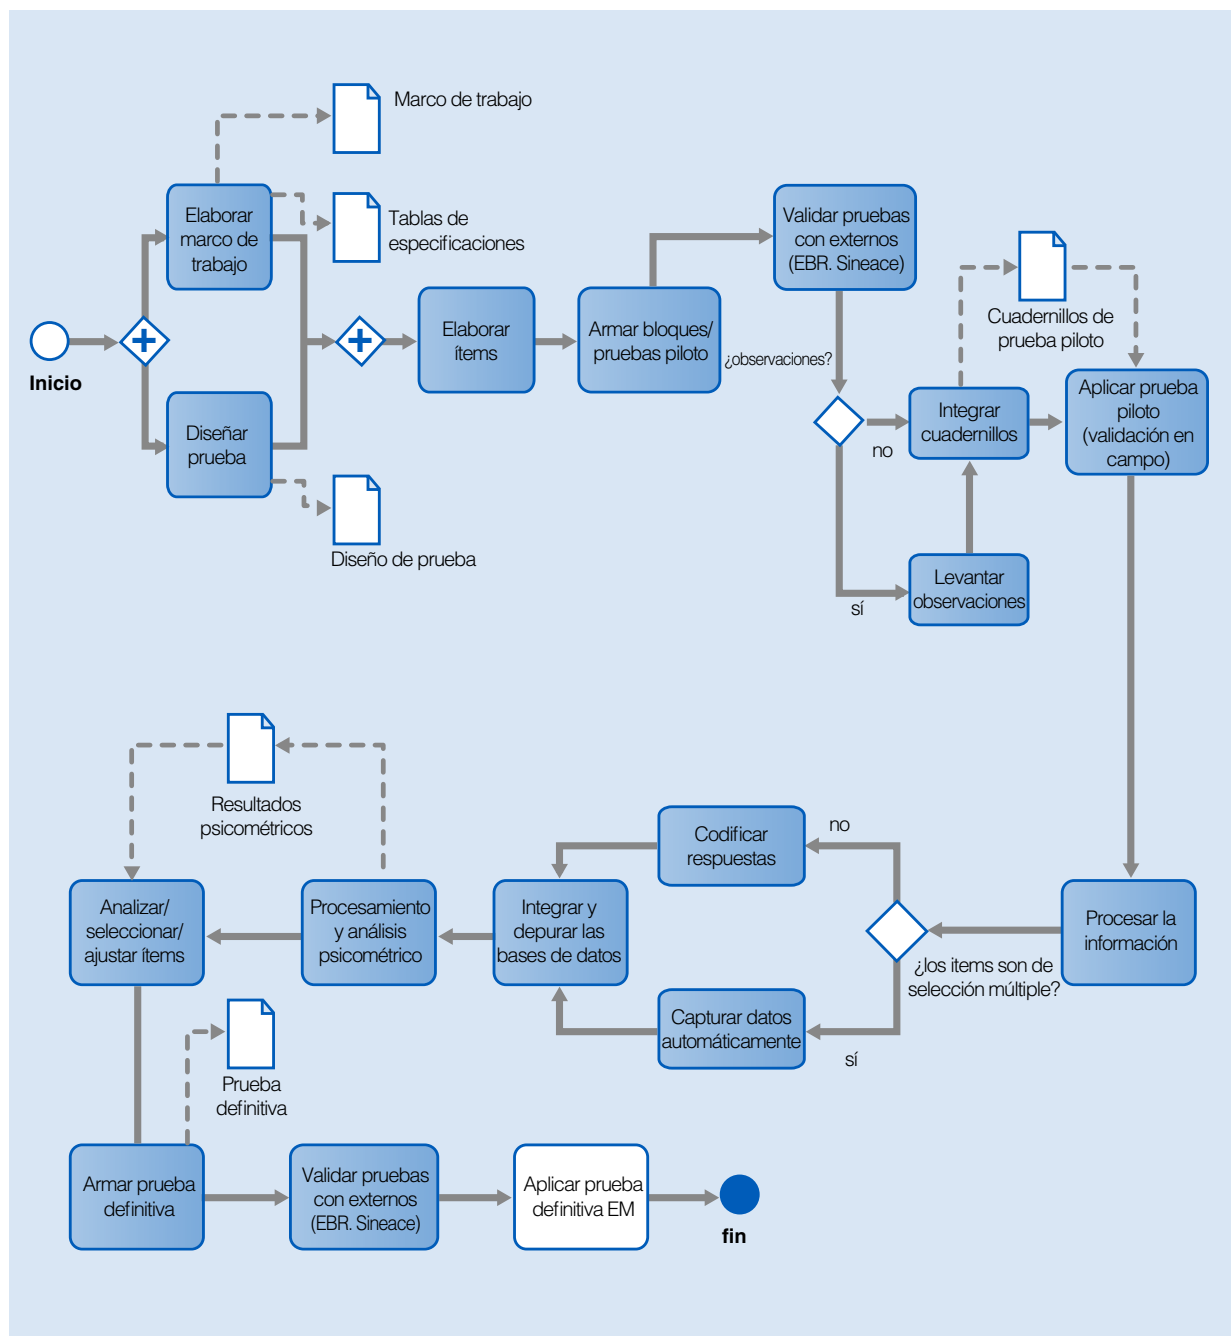 Marco de trabajo
Elaborar
marco de
trabajo
Tablas de
especificaciones
Inicio
Diseñar
prueba
Diseño de prueba
Elaborar
ítems
Armar bloques/
pruebas piloto
Validar pruebas
con externos
(EBR. Sineace)
¿observaciones?
no
sí
Integrar
cuadernillos
Levantar
observaciones
Cuadernillos de
prueba piloto
Aplicar prueba
piloto
(validación en
campo)
Procesar la
información
¿los items son de
selección múltiple?
no
sí
Codificar
respuestas
Capturar datos
automáticamente
Integrar y
depurar las
bases de datos
Procesamiento
y análisis
psicométrico
Resultados
psicométricos
Analizar/
seleccionar/
ajustar ítems
Prueba
definitiva
Armar prueba
definitiva
Validar pruebas
con externos
(EBR. Sineace)
Aplicar prueba
definitiva EM
fin